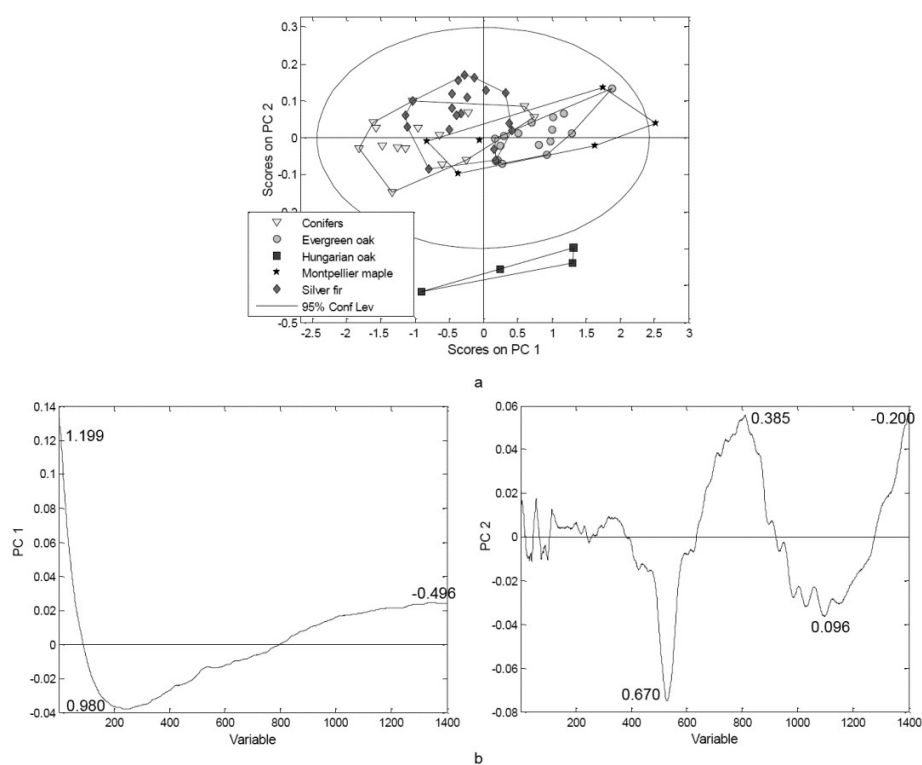 0.3
0.2
0.1
0
-0.1
0.2
-0.5
Scores on PC 2
Conifers
Evergreen oak
Hungarian oak
Montpellier maple
Silver fir
95% Conf Lev
-2.5 -2 -1.5 -1 -0.5 0 0.5 1 1.5 2 2.5 3
Scores on PC 1
a
0.14
0.12
0.1
0.08
0.06
0.04
0.02
0
-0.02
-0.04
PC 1
1.199
0.980
-0.496
200 400 600 800 1000 1200 1400
Variable
0.06
0.04
0.02
0
-0.02
-0.04
-0.06
-0.08
PC 2
0.385
-0.200
0.096
0.670
200 400 600 800 1000 1200 1400
Variable
b